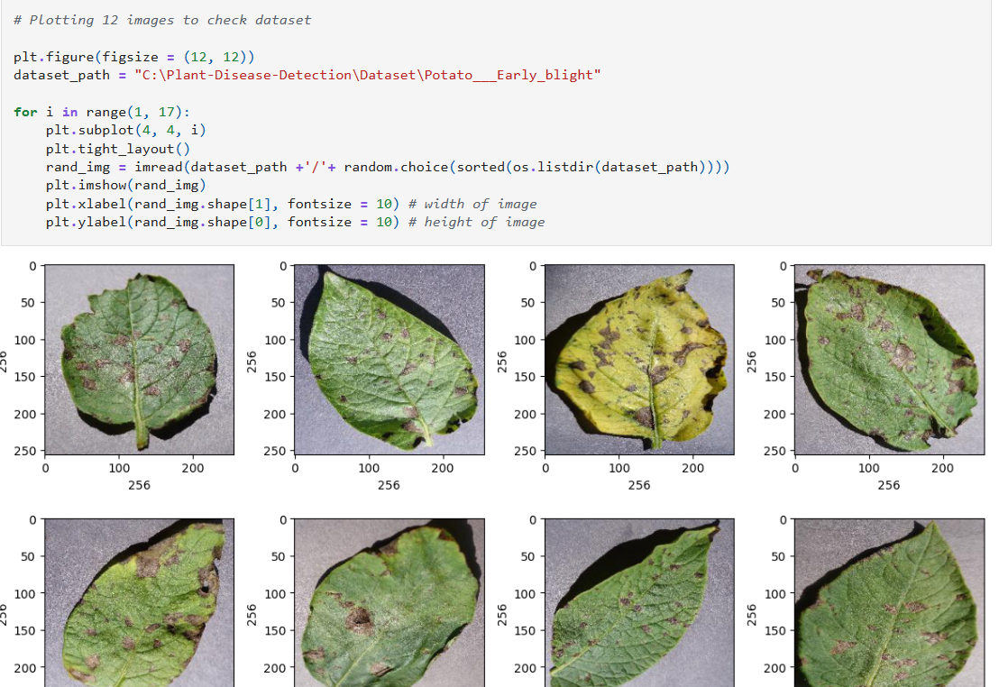 # Plotting 12 images to check dataset
plt.figure(figsize = (12, 12))
dataset_path = "C:\Plant-Disease-Detection\Dataset\Potato___Early_blight"
for i in range(1, 17):
    plt.subplot(4, 4, i)
    plt.tight_layout()
    rand_img = imread(dataset_path +'/'+ random.choice(sorted(os.listdir(dataset_path))))
    plt.imshow(rand_img)
    plt.xlabel(rand_img.shape[1], fontsize = 10) # width of image
    plt.ylabel(rand_img.shape[0], fontsize = 10) # height of image
0 0 0 0
50 50 50 50
100 100 100 100
256 256 256 256
150 150 150 150
200 200 200 200
250 250 250 250
0 100 200 0 100 200 0 100 200 0 100 200
256 256 256 256
0 0 0 0
50 50 50 50
100 100 100 100
256 256 256 256
150 150 150 150
200 200 200 200